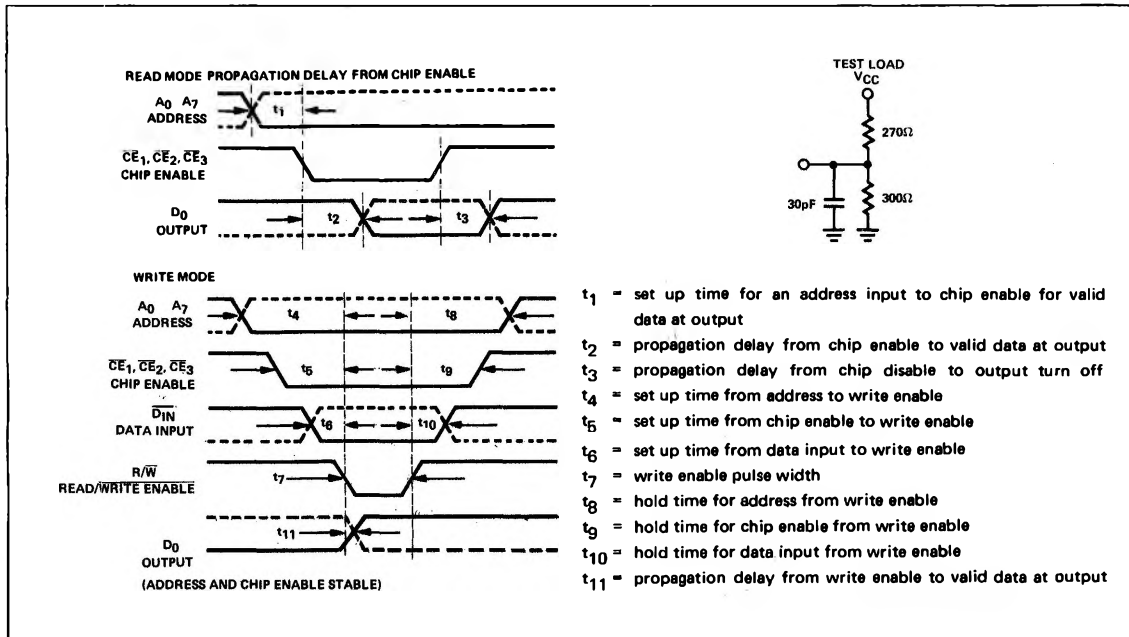 READ MODE PROPAGATION DELAY FROM CHIP ENABLE
A0 A7
ADDRESS
t1
CE1, CE2, CE3
CHIP ENABLE
D0
OUTPUT
t2
t3
TEST LOAD
VCC
270Ω
30pF
300Ω
WRITE MODE
A0 A7
ADDRESS
t4
t8
CE1, CE2, CE3
CHIP ENABLE
t5
t9
DIN
DATA INPUT
t6
t10
R/W
READ/WRITE ENABLE
t7
D0
OUTPUT
t11
(ADDRESS AND CHIP ENABLE STABLE)
t1 = set up time for an address input to chip enable for valid
data at output
t2 = propagation delay from chip enable to valid data at output
t3 = propagation delay from chip disable to output turn off
t4 = set up time from address to write enable
t5 = set up time from chip enable to write enable
t6 = set up time from data input to write enable
t7 = write enable pulse width
t8 = hold time for address from write enable
t9 = hold time for chip enable from write enable
t10 = hold time for data input from write enable
t11 = propagation delay from write enable to valid data at output